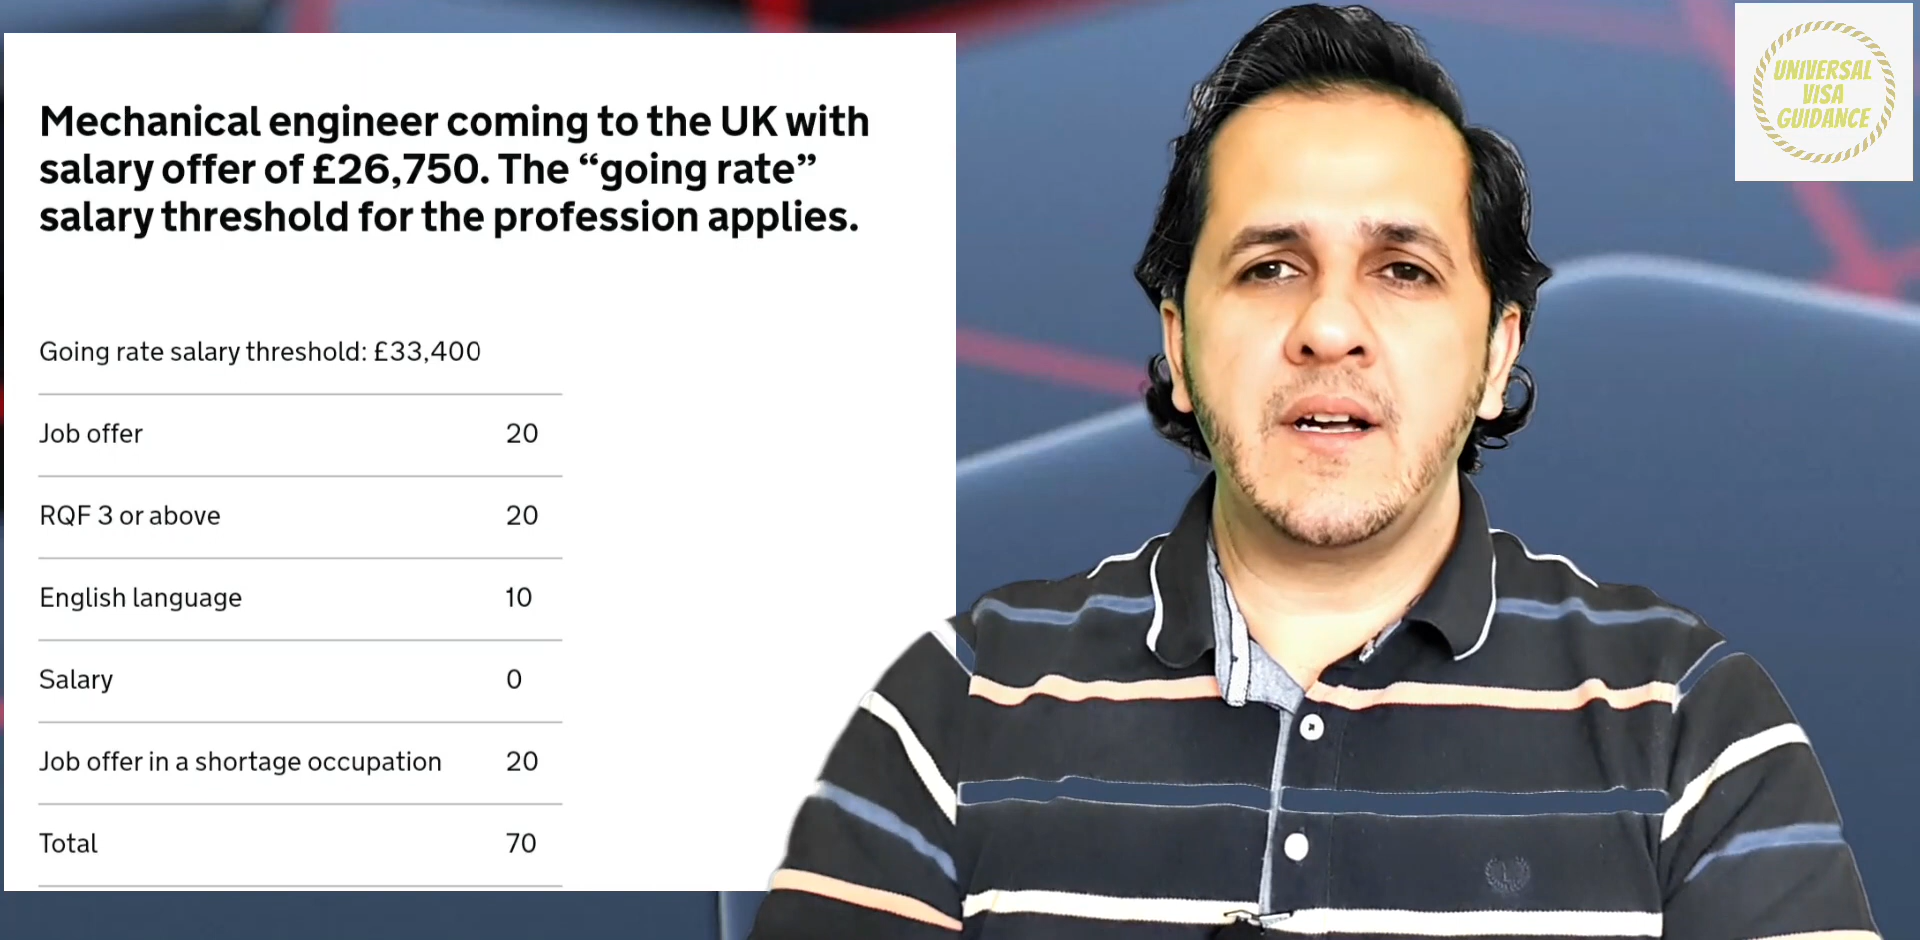 Mechanical engineer coming to the UK with
salary offer of £26,750. The “going rate”
salary threshold for the profession applies.
Going rate salary threshold: £33,400
Job offer 20
RQF 3 or above 20
English language 10
Salary 0
Job offer in a shortage occupation 20
Total 70
UNIVERSAL
VISA
GUIDANCE